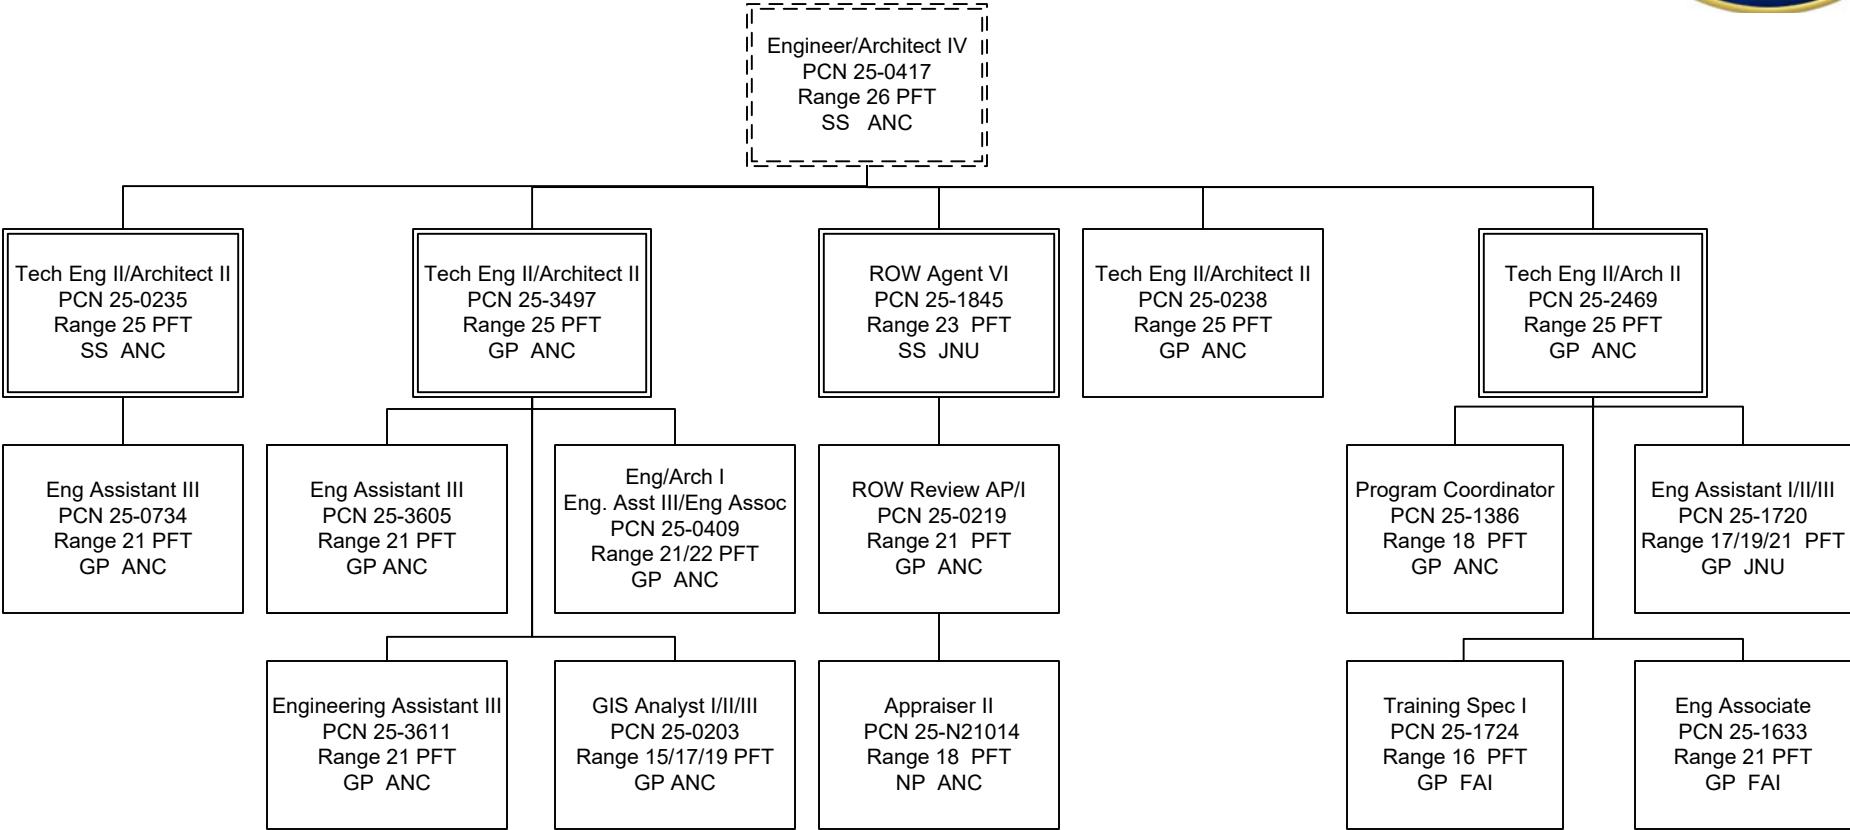 Engineer/Architect IV
PCN 25-0417
Range 26 PFT
SS ANC
Tech Eng II/Architect II
PCN 25-0235
Range 25 PFT
SS ANC
Tech Eng II/Architect II
PCN 25-3497
Range 25 PFT
GP ANC
ROW Agent VI
PCN 25-1845
Range 23 PFT
SS JNU
Tech Eng II/Architect II
PCN 25-0238
Range 25 PFT
GP ANC
Tech Eng II/Arch II
PCN 25-2469
Range 25 PFT
GP ANC
Eng Assistant III
PCN 25-0734
Range 21 PFT
GP ANC
Eng Assistant III
PCN 25-3605
Range 21 PFT
GP ANC
Eng/Arch I
Eng. Asst III/Eng Assoc
PCN 25-0409
Range 21/22 PFT
GP ANC
ROW Review AP/I
PCN 25-0219
Range 21 PFT
GP ANC
Program Coordinator
PCN 25-1386
Range 18 PFT
GP ANC
Eng Assistant I/II/III
PCN 25-1720
Range 17/19/21 PFT
GP JNU
Engineering Assistant III
PCN 25-3611
Range 21 PFT
GP ANC
GIS Analyst I/II/III
PCN 25-0203
Range 15/17/19 PFT
GP ANC
Appraiser II
PCN 25-N21014
Range 18 PFT
NP ANC
Training Spec I
PCN 25-1724
Range 16 PFT
GP FAI
Eng Associate
PCN 25-1633
Range 21 PFT
GP FAI